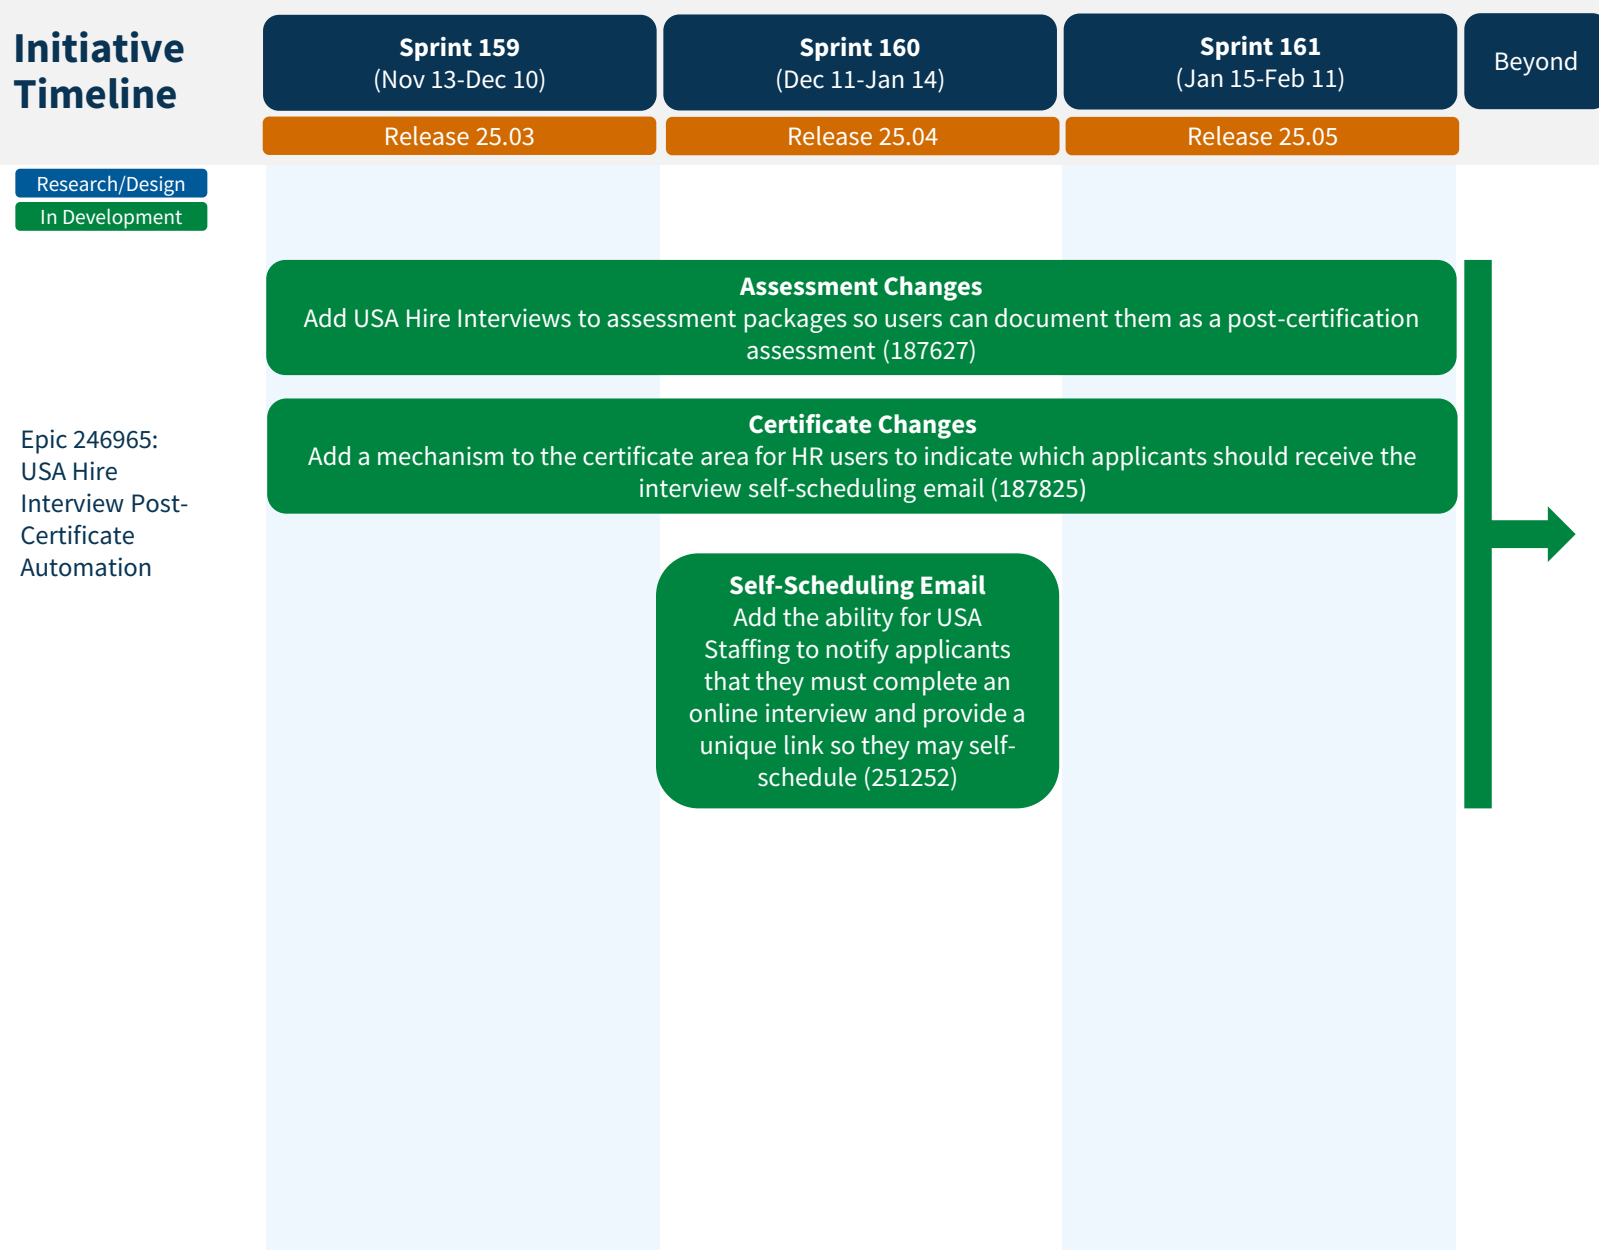 Initiative
Timeline
Sprint 159
(Nov 13-Dec 10)
Sprint 160
(Dec 11-Jan 14)
Sprint 161
(Jan 15-Feb 11)
Beyond
Release 25.03
Release 25.04
Release 25.05
Research/Design
In Development
Assessment Changes
Add USA Hire Interviews to assessment packages so users can document them as a post-certification
assessment (187627)
Certificate Changes
Add a mechanism to the certificate area for HR users to indicate which applicants should receive the
interview self-scheduling email (187825)
Epic 246965:
USA Hire
Interview Post-
Certificate
Automation
Self-Scheduling Email
Add the ability for USA
Staffing to notify applicants
that they must complete an
online interview and provide a
unique link so they may self-
schedule (251252)